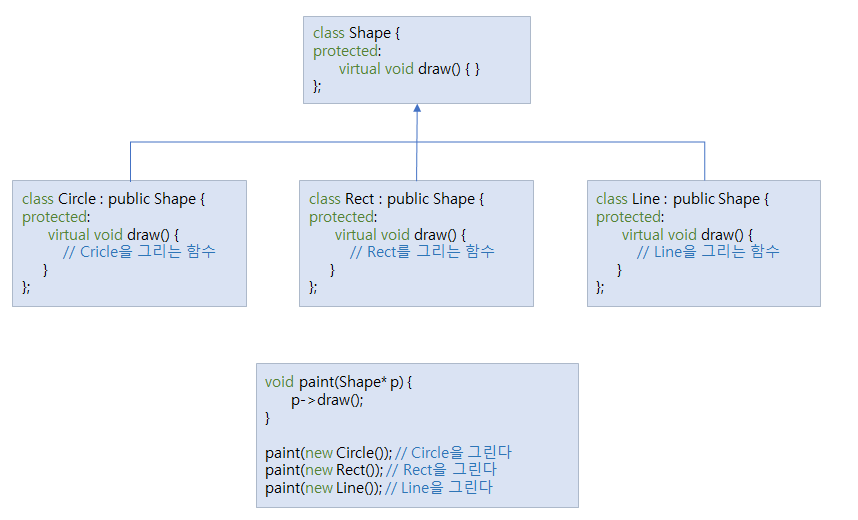 class Shape {
protected:
virtual void draw() { }
};
class Circle : public Shape {
protected:
virtual void draw() {
// Cricle을 그리는 함수
}
};
class Rect : public Shape {
protected:
virtual void draw() {
// Rect를 그리는 함수
}
};
class Line : public Shape {
protected:
virtual void draw() {
// Line을 그리는 함수
}
};
void paint(Shape* p) {
p->draw();
}
paint(new Circle()); // Circle을 그린다
paint(new Rect()); // Rect을 그린다
paint(new Line()); // Line을 그린다